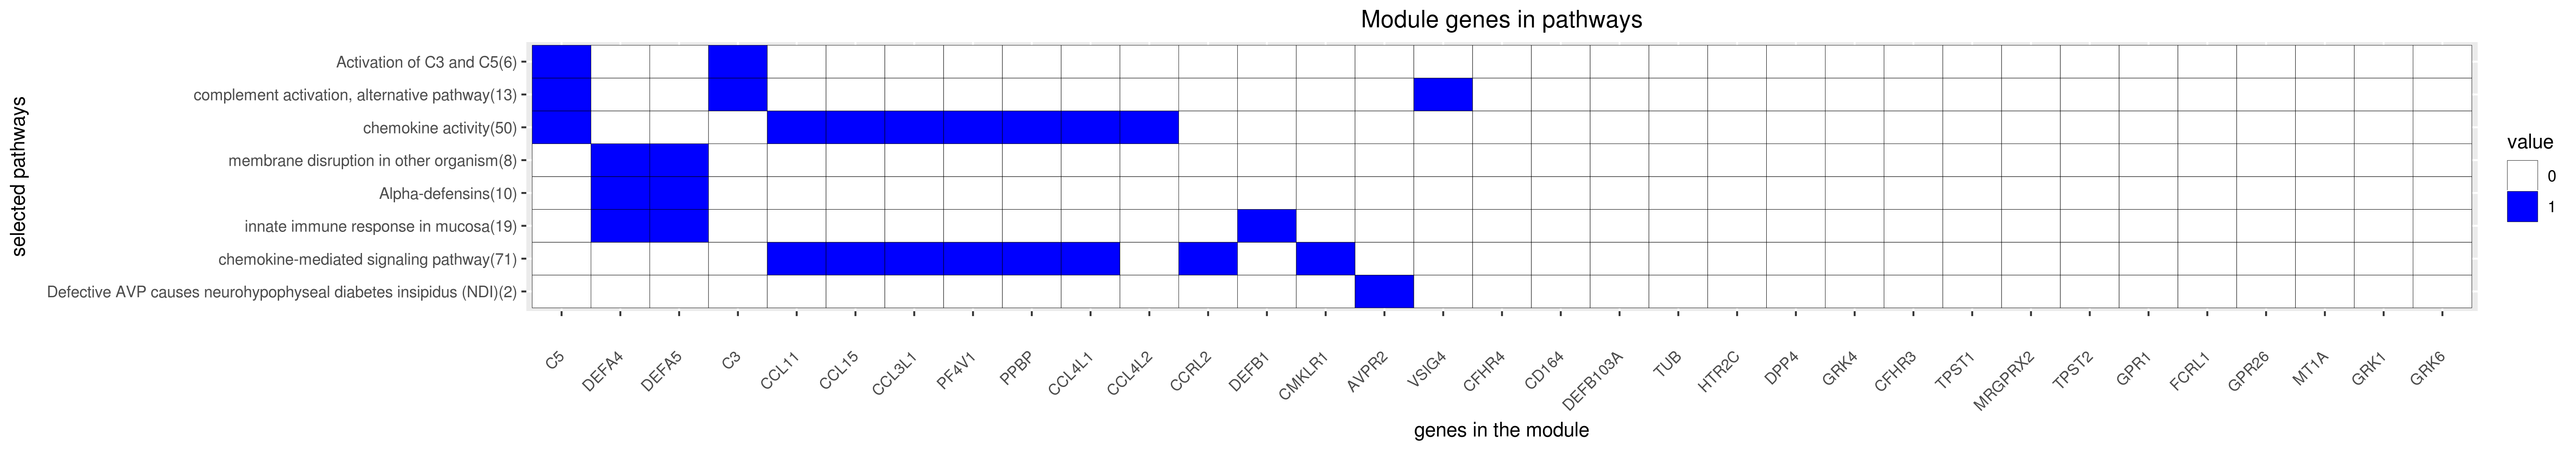 Module genes in pathways
selected pathways
Activation of C3 and C5(6)
complement activation, alternative pathway(13)
chemokine activity(50)
membrane disruption in other organism(8)
Alpha-defensins(10)
innate immune response in mucosa(19)
chemokine-mediated signaling pathway(71)
Defective AVP causes neurohypophyseal diabetes insipidus (NDI)(2)
C5
DEFA4
DEFA5
C3
CCL11
CCL15
CCL3L1
PF4V1
PPBP
CCL4L1
CCL4L2
CCRL2
DEFB1
CMKLR1
AVPR2
VSIG4
CFHR4
CD164
DEFB103A
TUB
HTR2C
DPP4
GRK4
CFHR3
TPST1
MRGPRX2
TPST2
GPR1
FCRL1
GPR26
MT1A
GRK1
GRK6
genes in the module
value
0
1